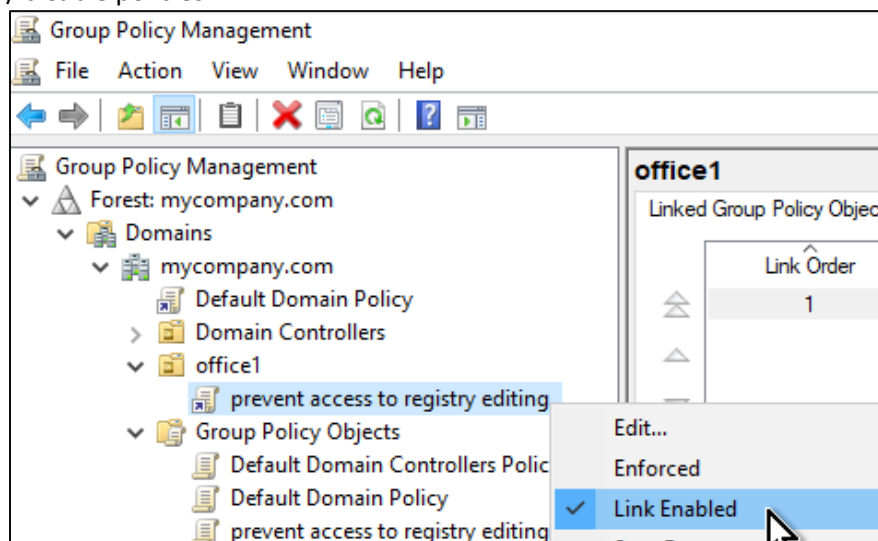 Group Policy Management
File Action View Window Help
Group Policy Management
Forest: mycompany.com
Domains
mycompany.com
Default Domain Policy
Domain Controllers
office1
prevent access to registry editing
Group Policy Objects
Default Domain Controllers Polic
Default Domain Policy
prevent access to registry editing
office1
Linked Group Policy Objec
Link Order
1
Edit...
Enforced
Link Enabled